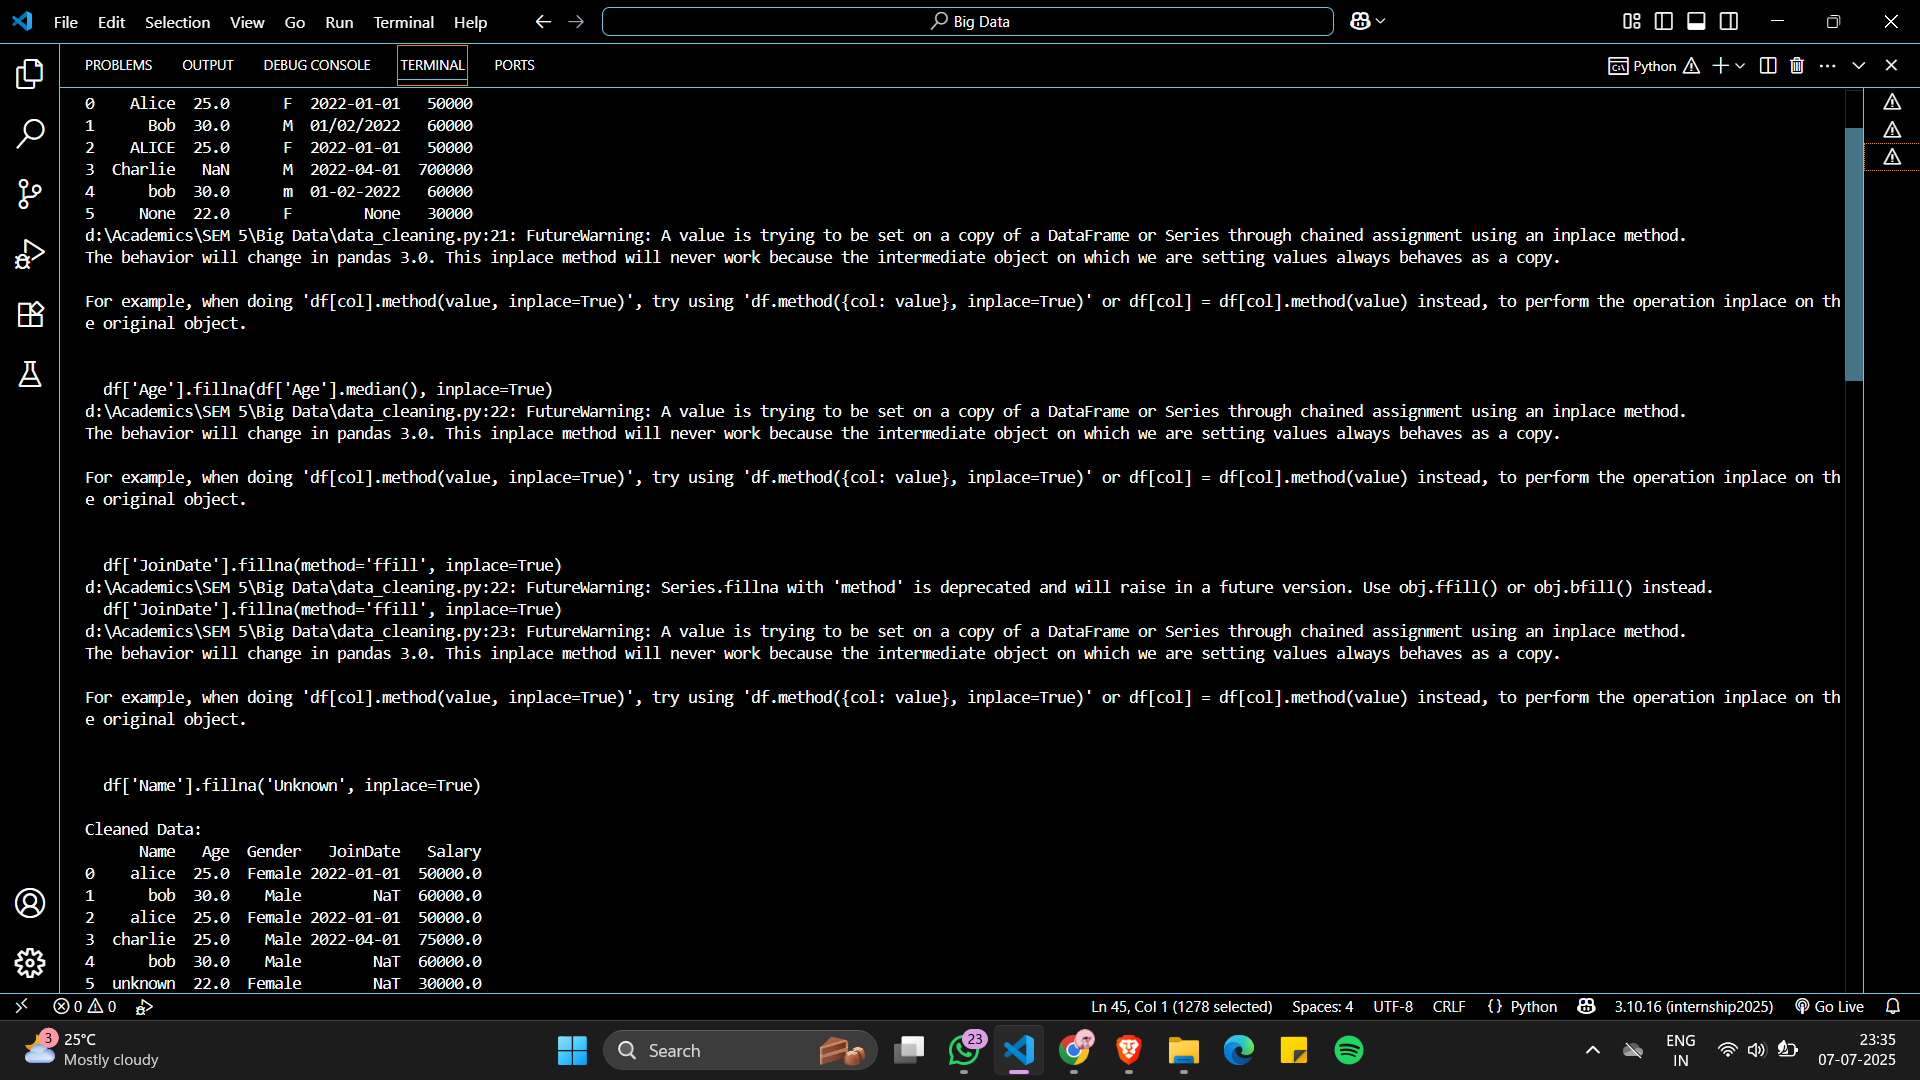 File Edit Selection View Go Run Terminal Help
Big Data
PROBLEMS OUTPUT DEBUG CONSOLE TERMINAL PORTS
Python
0    Alice  25.0      F  2022-01-01   50000
1      Bob  30.0      M  01/02/2022   60000
2    ALICE  25.0      F  2022-01-01   50000
3  Charlie   NaN      M  2022-04-01  700000
4      bob  30.0      m  01-02-2022   60000
5     None  22.0      F        None   30000
d:\Academics\SEM 5\Big Data\data_cleaning.py:21: FutureWarning: A value is trying to be set on a copy of a DataFrame or Series through chained assignment using an inplace method.
The behavior will change in pandas 3.0. This inplace method will never work because the intermediate object on which we are setting values always behaves as a copy.
For example, when doing 'df[col].method(value, inplace=True)', try using 'df.method({col: value}, inplace=True)' or df[col] = df[col].method(value) instead, to perform the operation inplace on th
e original object.
  df['Age'].fillna(df['Age'].median(), inplace=True)
d:\Academics\SEM 5\Big Data\data_cleaning.py:22: FutureWarning: A value is trying to be set on a copy of a DataFrame or Series through chained assignment using an inplace method.
The behavior will change in pandas 3.0. This inplace method will never work because the intermediate object on which we are setting values always behaves as a copy.
For example, when doing 'df[col].method(value, inplace=True)', try using 'df.method({col: value}, inplace=True)' or df[col] = df[col].method(value) instead, to perform the operation inplace on th
e original object.
  df['JoinDate'].fillna(method='ffill', inplace=True)
d:\Academics\SEM 5\Big Data\data_cleaning.py:22: FutureWarning: Series.fillna with 'method' is deprecated and will raise in a future version. Use obj.ffill() or obj.bfill() instead.
  df['JoinDate'].fillna(method='ffill', inplace=True)
d:\Academics\SEM 5\Big Data\data_cleaning.py:23: FutureWarning: A value is trying to be set on a copy of a DataFrame or Series through chained assignment using an inplace method.
The behavior will change in pandas 3.0. This inplace method will never work because the intermediate object on which we are setting values always behaves as a copy.
For example, when doing 'df[col].method(value, inplace=True)', try using 'df.method({col: value}, inplace=True)' or df[col] = df[col].method(value) instead, to perform the operation inplace on th
e original object.
  df['Name'].fillna('Unknown', inplace=True)
Cleaned Data:
      Name   Age  Gender   JoinDate   Salary
0    alice  25.0  Female 2022-01-01  50000.0
1      bob  30.0    Male        NaT  60000.0
2    alice  25.0  Female 2022-01-01  50000.0
3  charlie  25.0    Male 2022-04-01  75000.0
4      bob  30.0    Male        NaT  60000.0
5  unknown  22.0  Female        NaT  30000.0
0 0 Ln 45, Col 1 (1278 selected) Spaces: 4 UTF-8 CRLF {} Python 3.10.16 (internship2025) Go Live
3 25°C
Mostly cloudy
Search
23
ENG
IN
23:35
07-07-2025